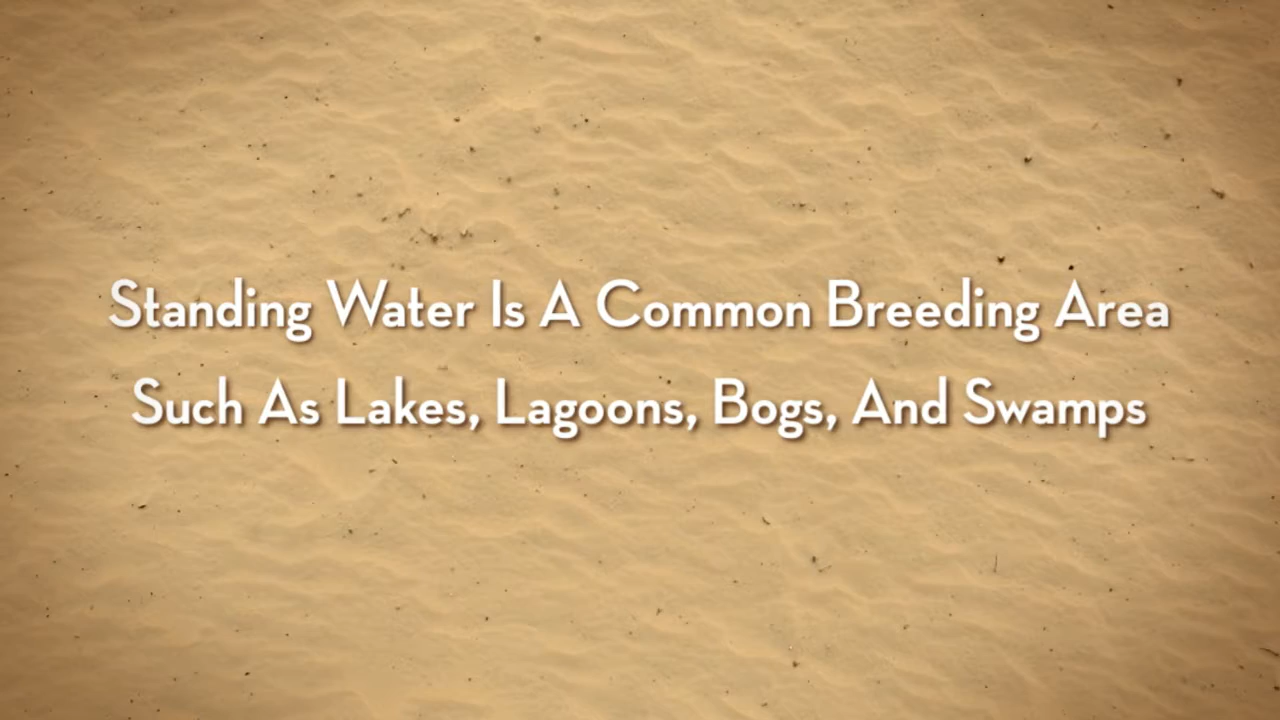 Standing Water Is A Common Breeding Area
Such As Lakes, Lagoons, Bogs, And Swamps